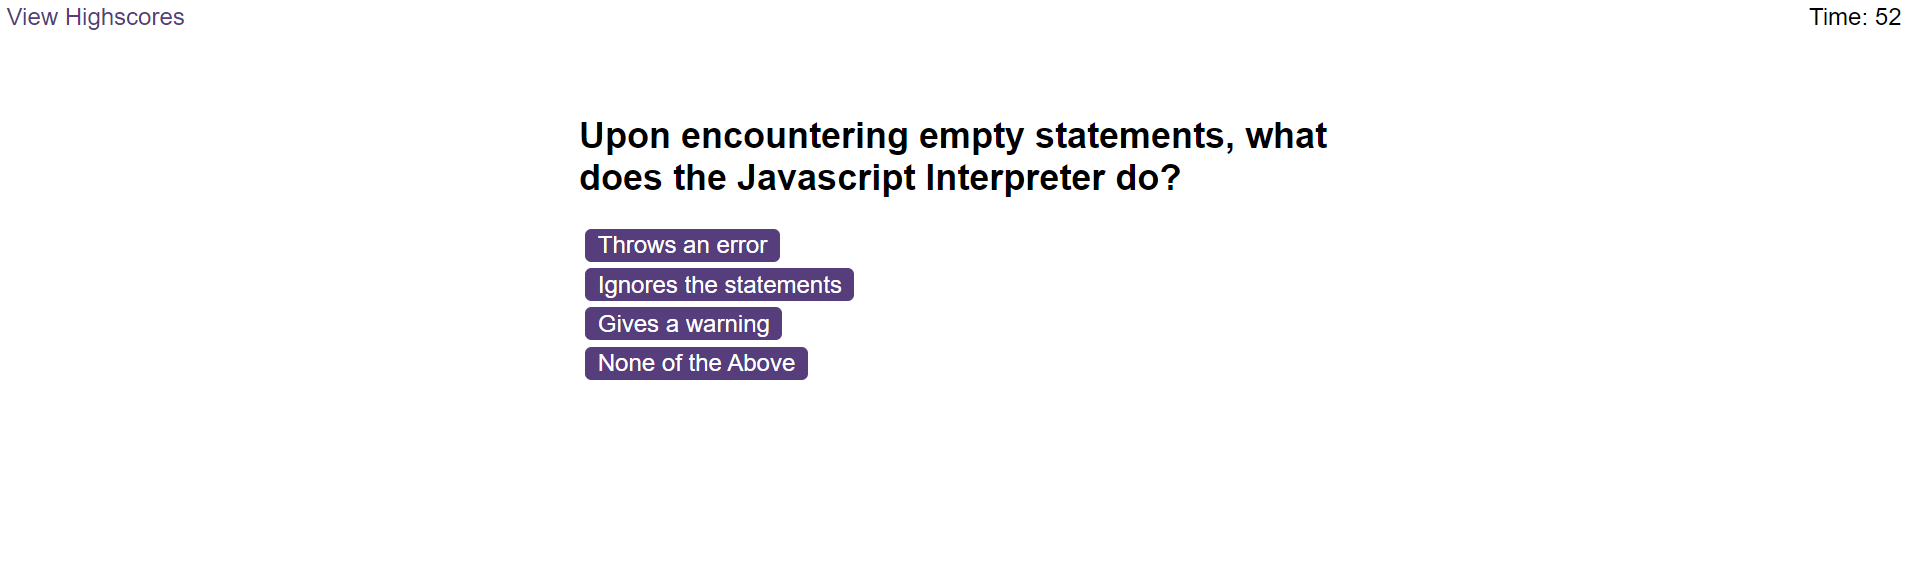 View Highscores
Time: 52
Upon encountering empty statements, what
does the Javascript Interpreter do?
Throws an error
Ignores the statements
Gives a warning
None of the Above